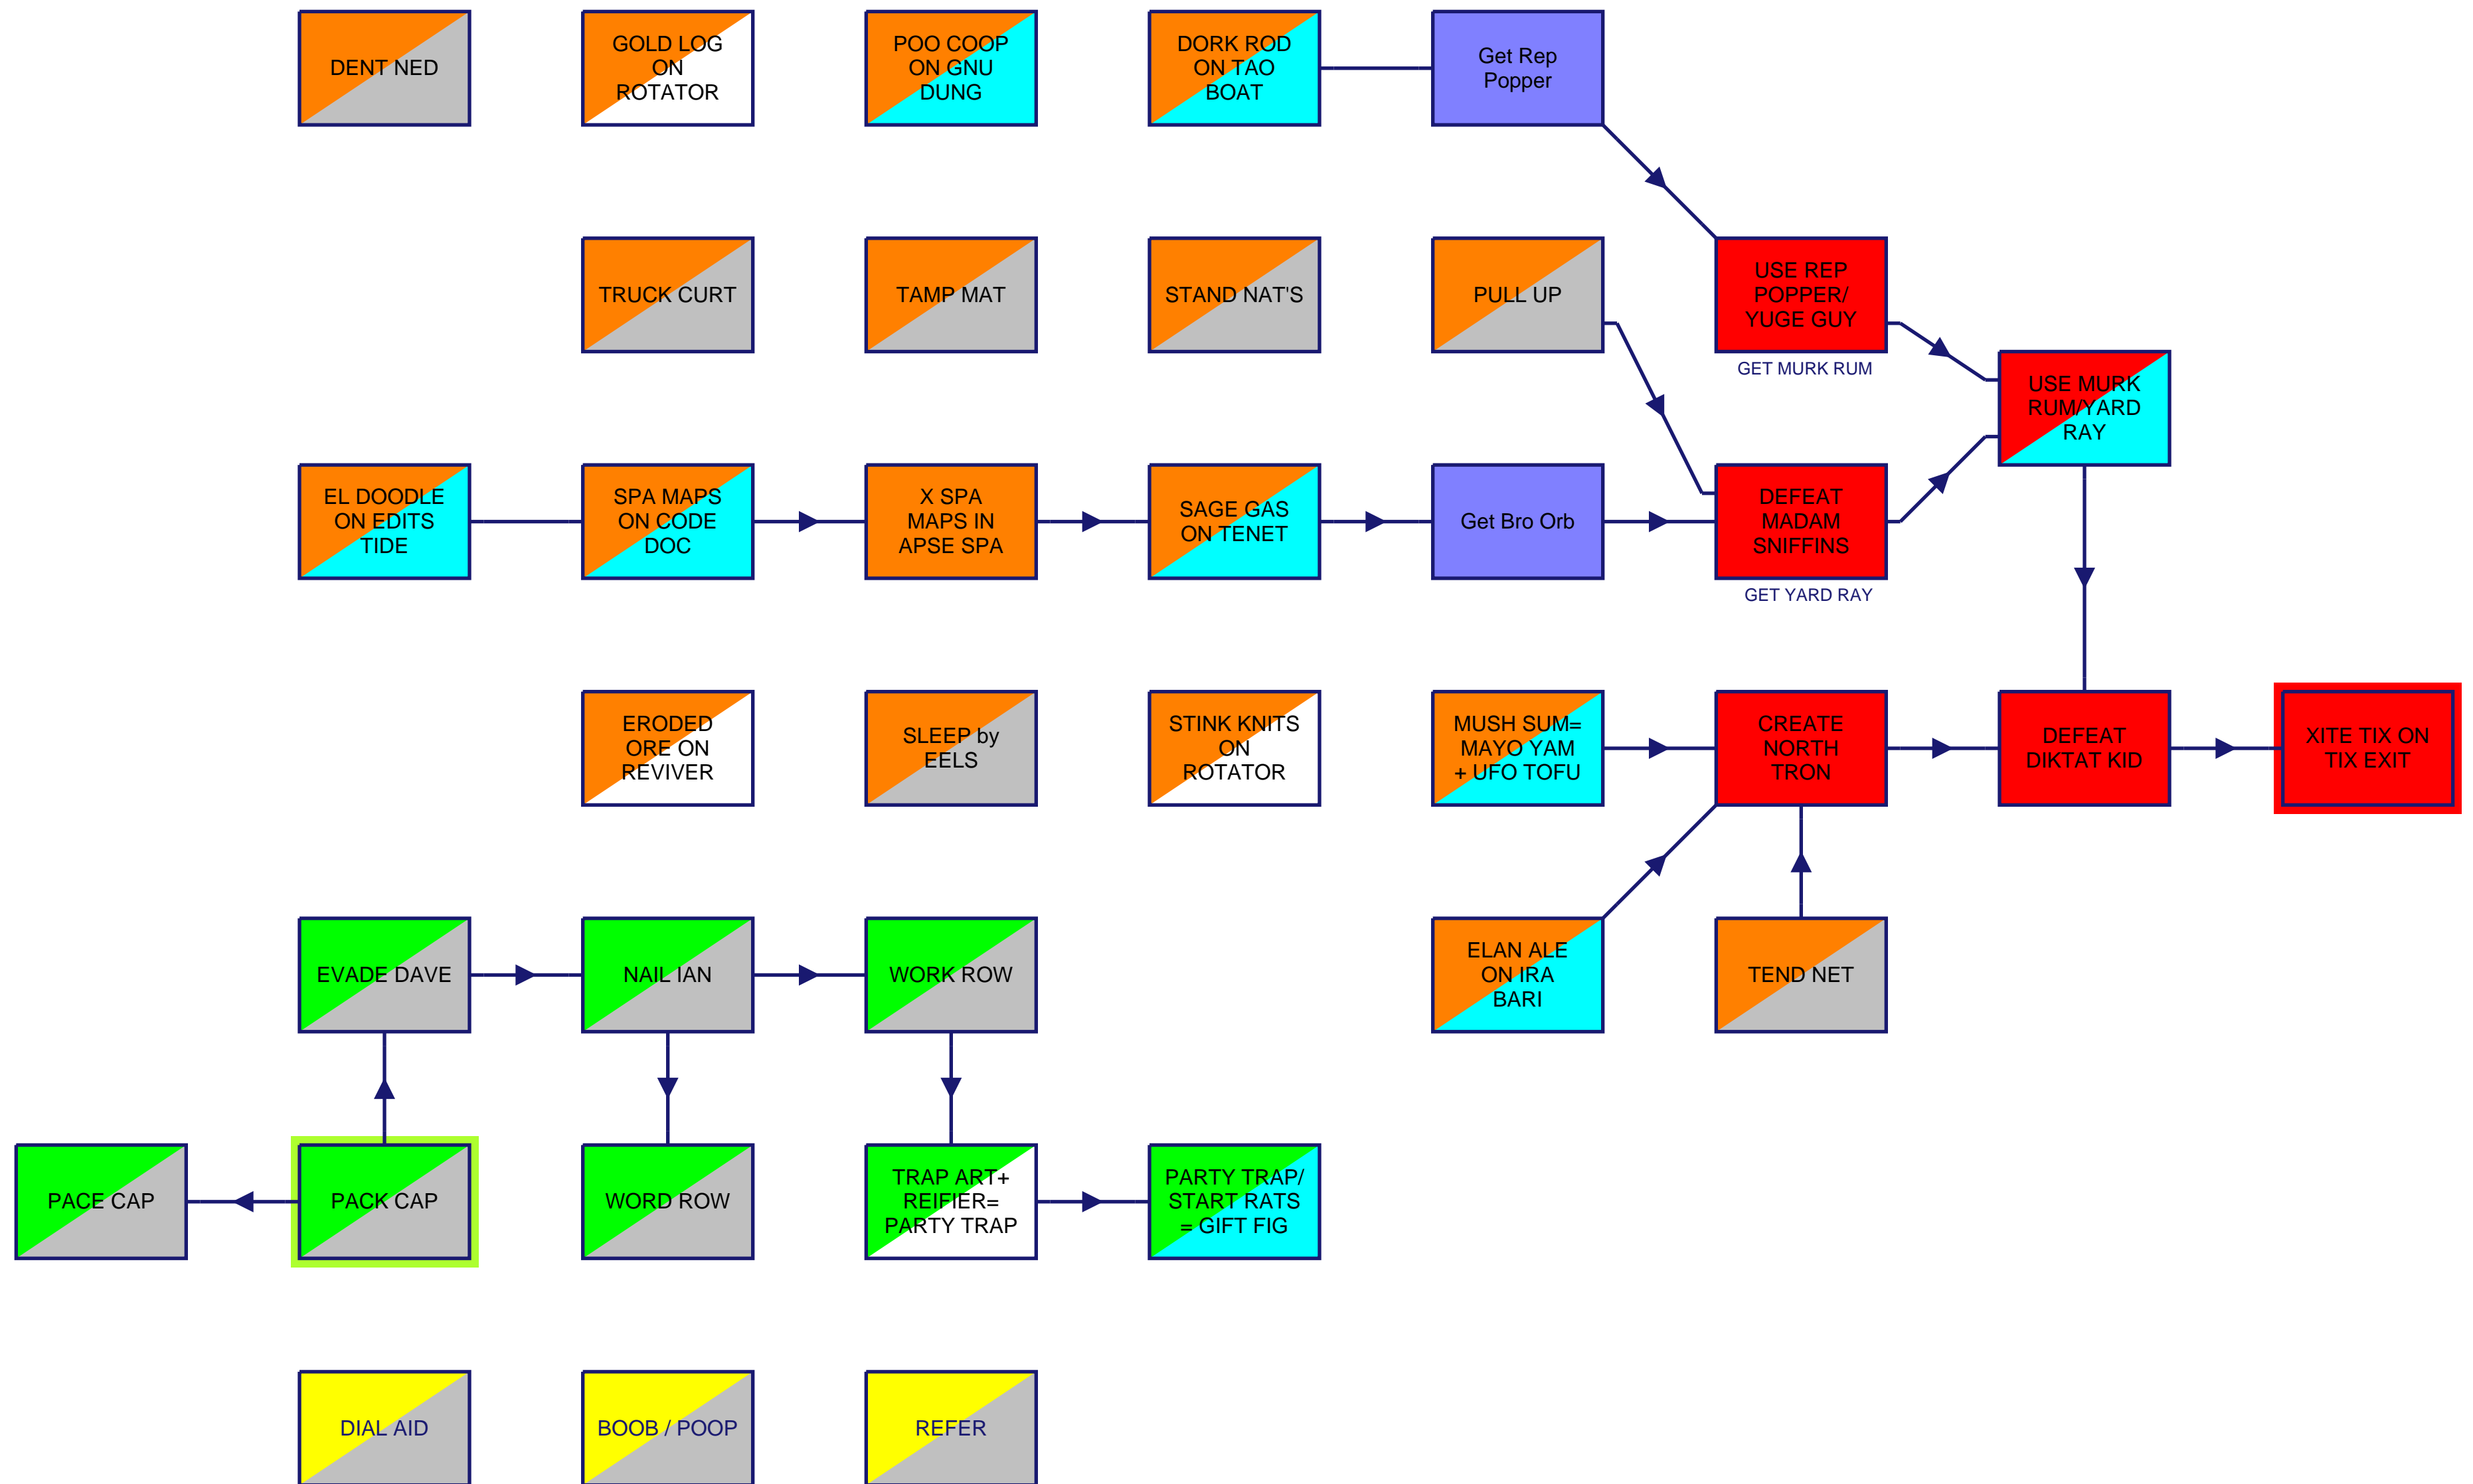 DENT NED
GOLD LOG
ON
ROTATOR
POO COOP
ON GNU
DUNG
DORK ROD
ON TAO
BOAT
Get Rep
Popper
TRUCK CURT
TAMP MAT
STAND NAT'S
PULL UP
USE REP
POPPER/
YUGE GUY
GET MURK RUM
USE MURK
RUM/YARD
RAY
EL DOODLE
ON EDITS
TIDE
SPA MAPS
ON CODE
DOC
X SPA
MAPS IN
APSE SPA
SAGE GAS
ON TENET
Get Bro Orb
DEFEAT
MADAM
SNIFFINS
GET YARD RAY
ERODED
ORE ON
REVIVER
SLEEP by
EELS
STINK KNITS
ON
ROTATOR
MUSH SUM=
MAYO YAM
+ UFO TOFU
CREATE
NORTH
TRON
DEFEAT
DIKTAT KID
XITE TIX ON
TIX EXIT
EVADE DAVE
NAIL IAN
WORK ROW
ELAN ALE
ON IRA
BARI
TEND NET
PACE CAP
PACK CAP
WORD ROW
TRAP ART+
REIFIER=
PARTY TRAP
PARTY TRAP/
START RATS
= GIFT FIG
DIAL AID
BOOB / POOP
REFER